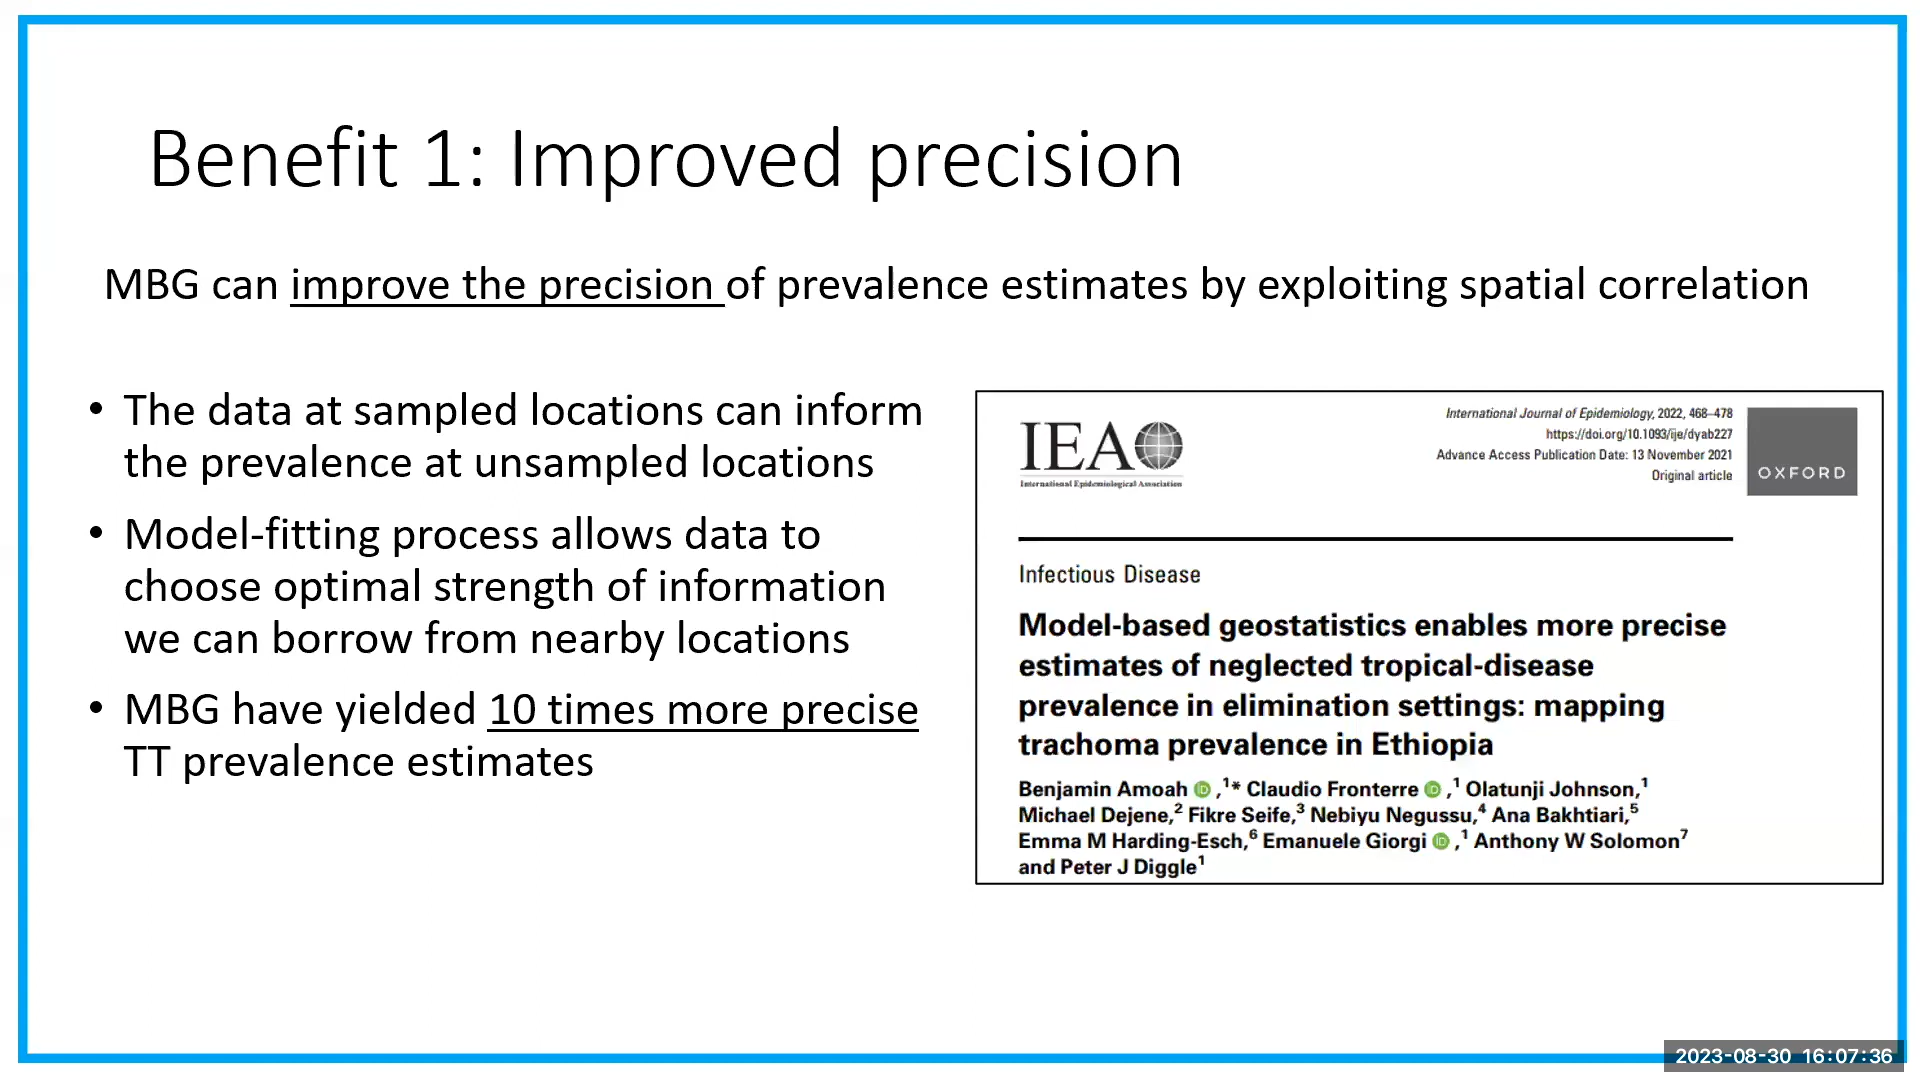 Benefit 1: Improved precision
MBG can improve the precision of prevalence estimates by exploiting spatial correlation
• The data at sampled locations can inform
the prevalence at unsampled locations
• Model-fitting process allows data to
choose optimal strength of information
we can borrow from nearby locations
• MBG have yielded 10 times more precise
TT prevalence estimates
IEA
International Epidemiological Association
International Journal of Epidemiology, 2022, 468–478
https://doi.org/10.1093/ije/dyab227
Advance Access Publication Date: 13 November 2021
Original article
OXFORD
Infectious Disease
Model-based geostatistics enables more precise
estimates of neglected tropical-disease
prevalence in elimination settings: mapping
trachoma prevalence in Ethiopia
Benjamin Amoah iD ,1* Claudio Fronterre iD ,1 Olatunji Johnson,1
Michael Dejene,2 Fikre Seife,3 Nebiyu Negussu,4 Ana Bakhtiari,5
Emma M Harding-Esch,6 Emanuele Giorgi iD ,1 Anthony W Solomon7
and Peter J Diggle1
2023-08-30 16:07:36